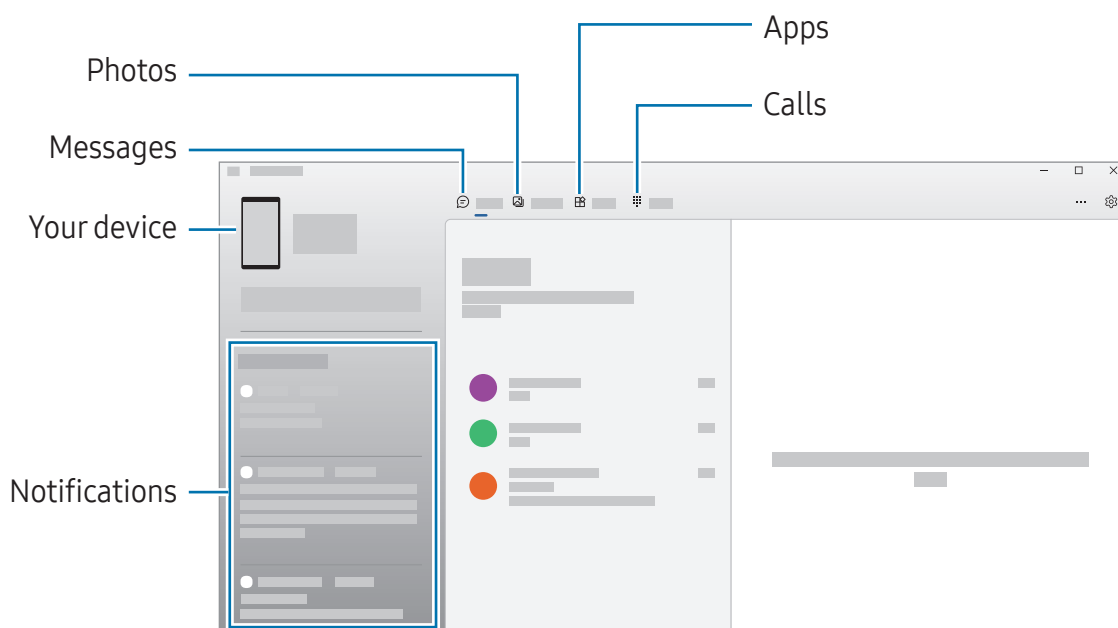 Apps
Photos
Calls
Messages
Your device
Notifications